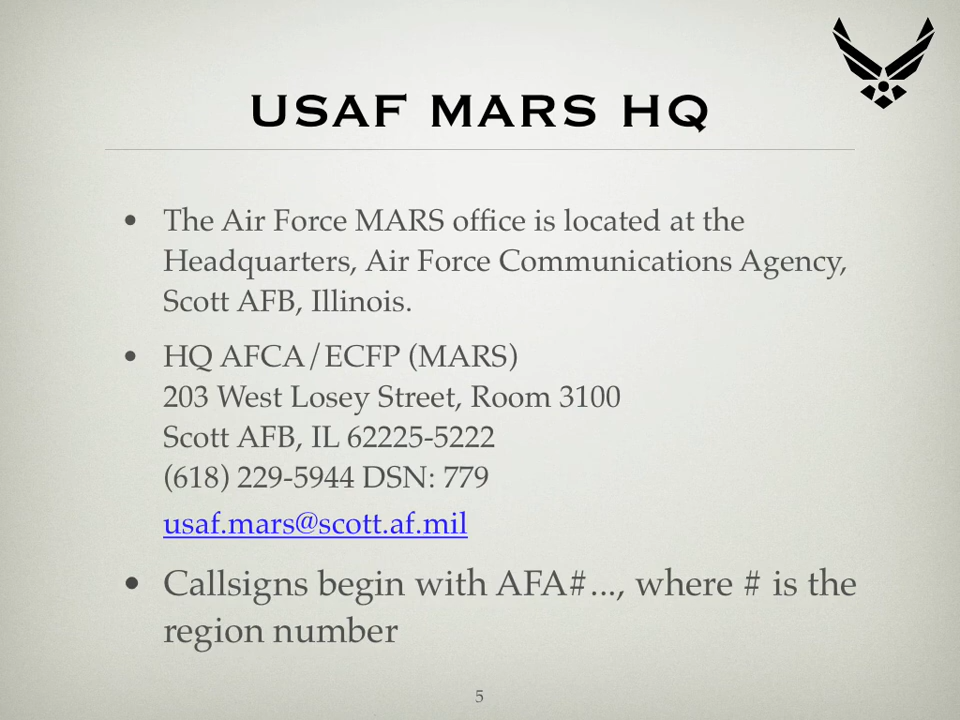 USAF MARS HQ
• The Air Force MARS office is located at the
Headquarters, Air Force Communications Agency,
Scott AFB, Illinois.
• HQ AFCA/ECFP (MARS)
203 West Losey Street, Room 3100
Scott AFB, IL 62225-5222
(618) 229-5944 DSN: 779
usaf.mars@scott.af.mil
• Callsigns begin with AFA#..., where # is the
region number
5